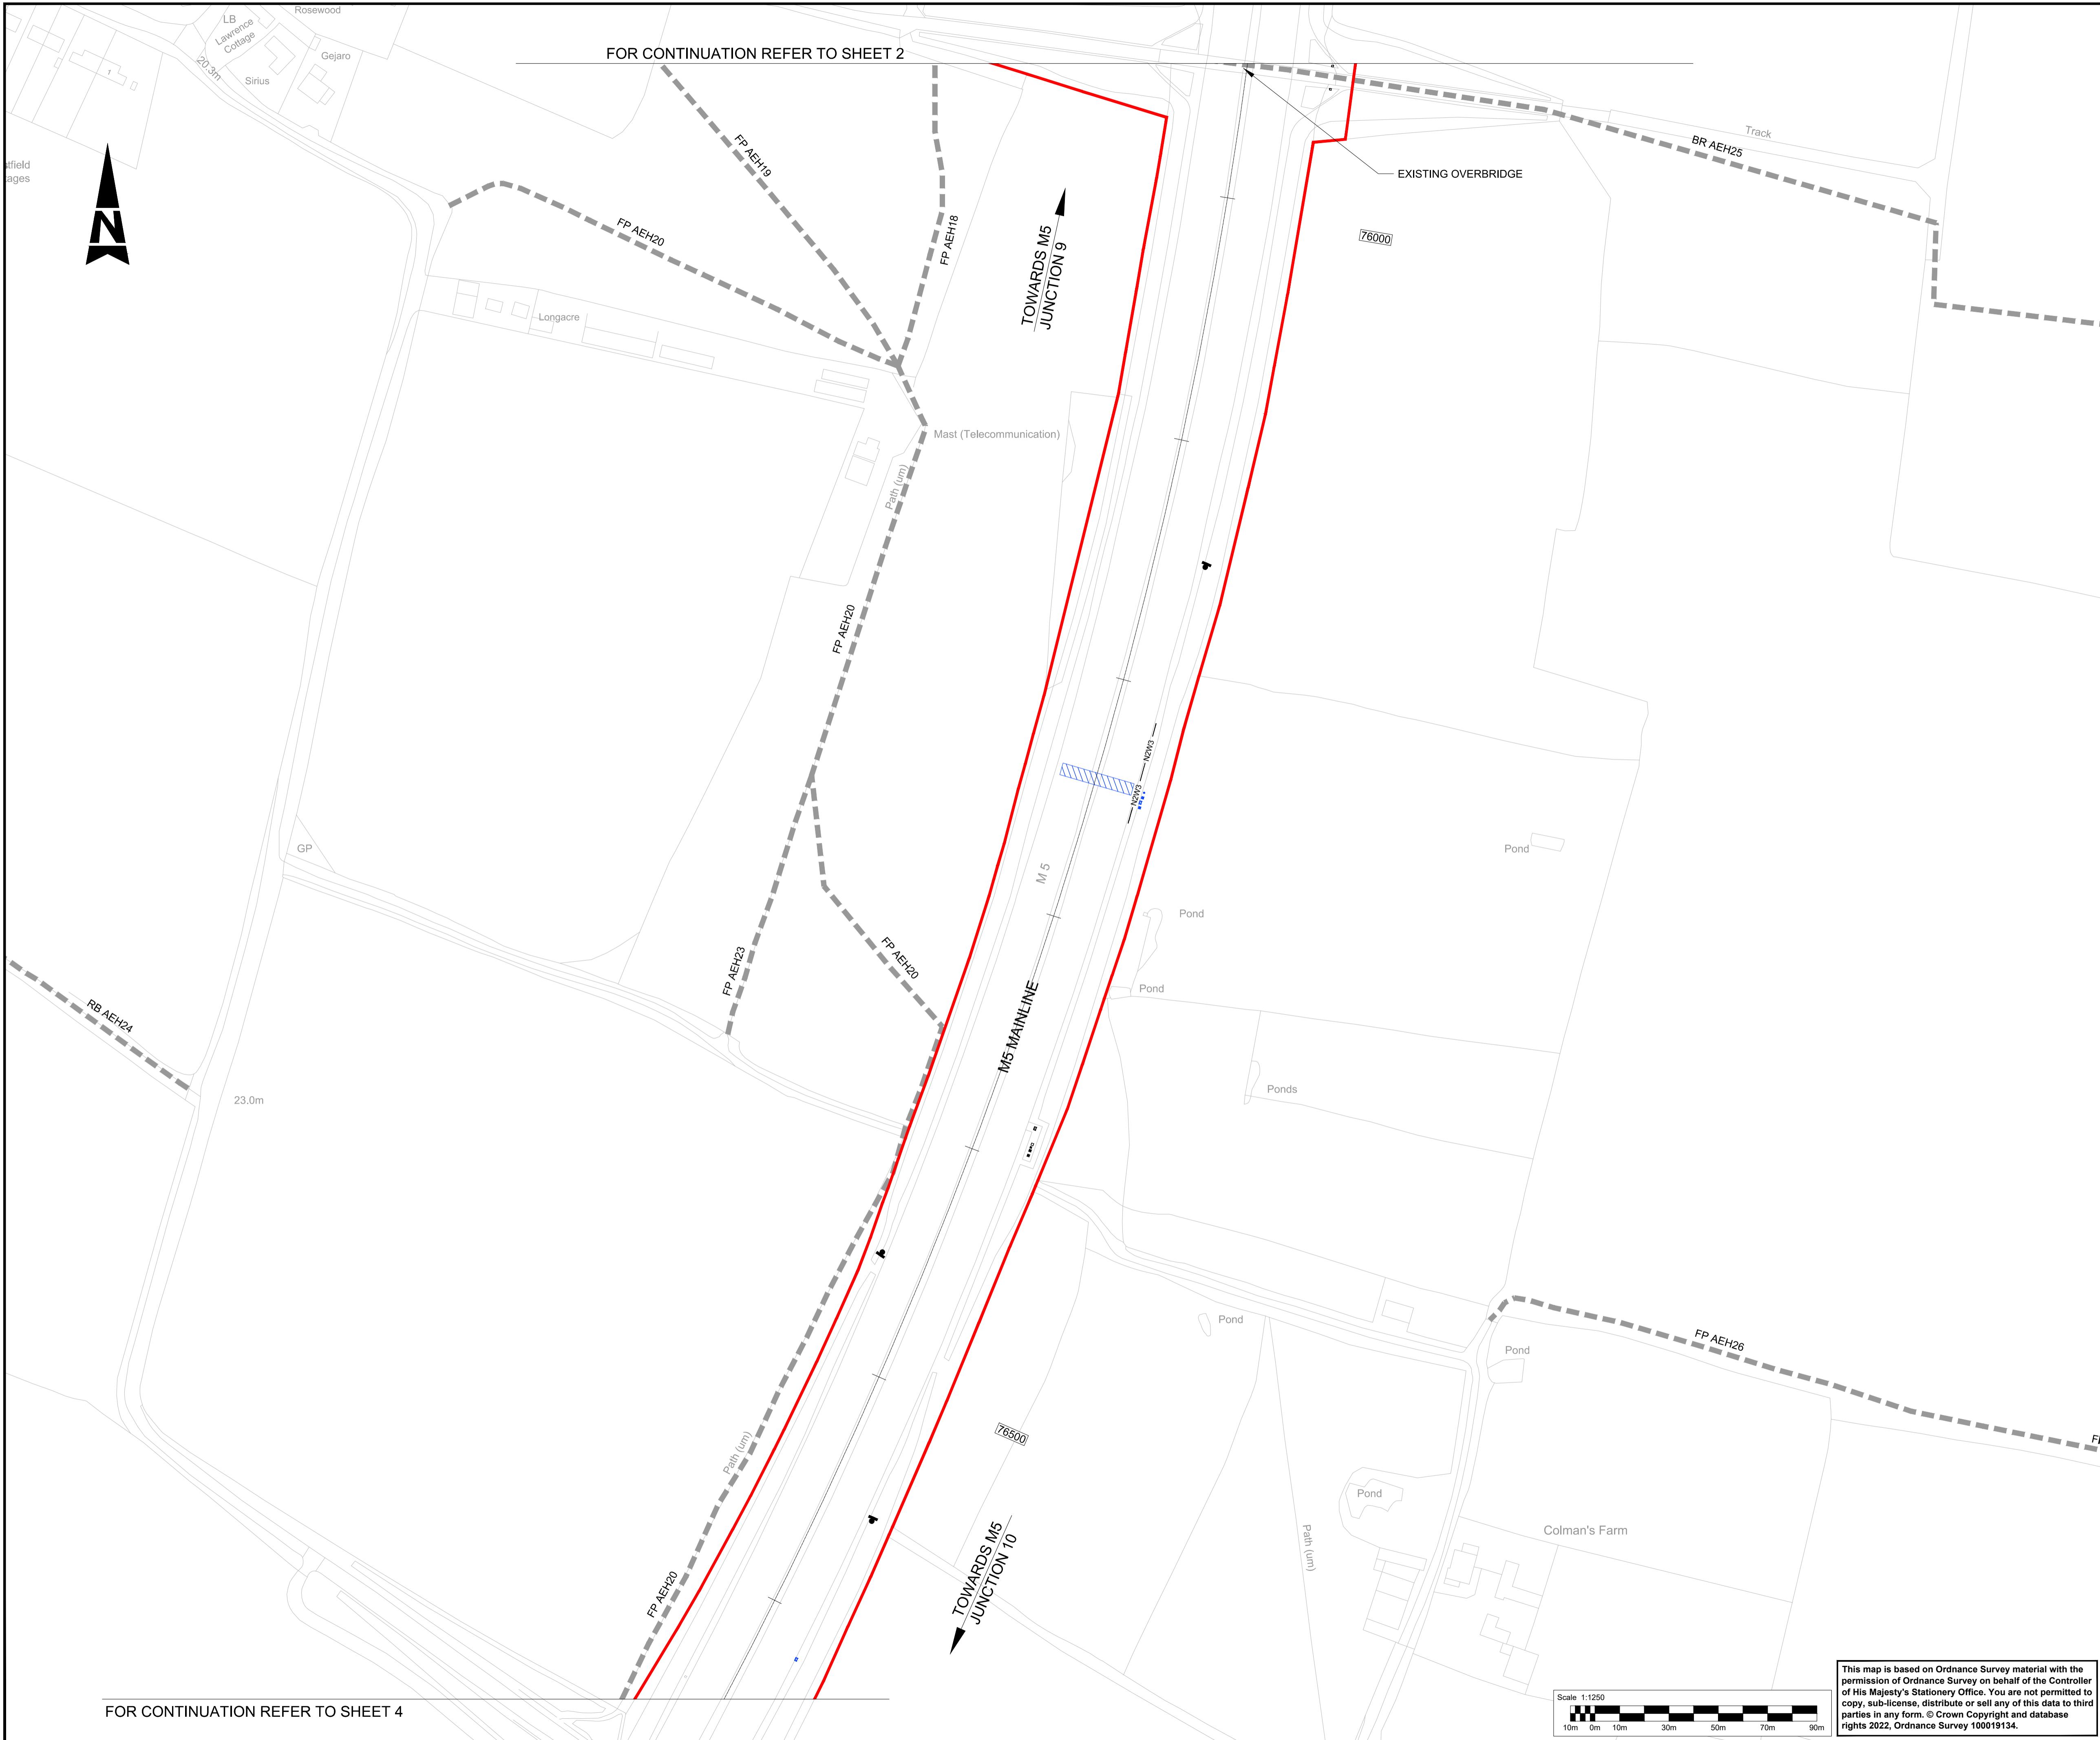 Rosewood
LB
Lawrence
Cottage
20.3m
Gejaro
Sirius
r
FOR CONTINUATION REFER TO SHEET 2
Track
BR AEH25
EXISTING OVERBRIDGE
tfield
ages
N
FP AEH19
FP AEH20
FP AEH18
TOWARDS M5
JUNCTION 9
76000
Longacre
Mast (Telecommunication)
Path (um)
FP AEH20
N2W3
N2W3
GP
M 5
Pond
Pond
FP AEH23
FP AEH20
Pond
RB AEH24
M5 MAINLINE
23.0m
Ponds
Pond
FP AEH26
Pond
76500
Path (um)
Pond
TOWARDS M5
JUNCTION 10
Path (um)
Colman's Farm
FP AEH20
FOR CONTINUATION REFER TO SHEET 4
Scale 1:1250
10m 0m 10m 30m 50m 70m 90m
This map is based on Ordnance Survey material with the
permission of Ordnance Survey on behalf of the Controller
of His Majesty's Stationery Office. You are not permitted to
copy, sub-license, distribute or sell any of this data to third
parties in any form. © Crown Copyright and database
rights 2022, Ordnance Survey 100019134.